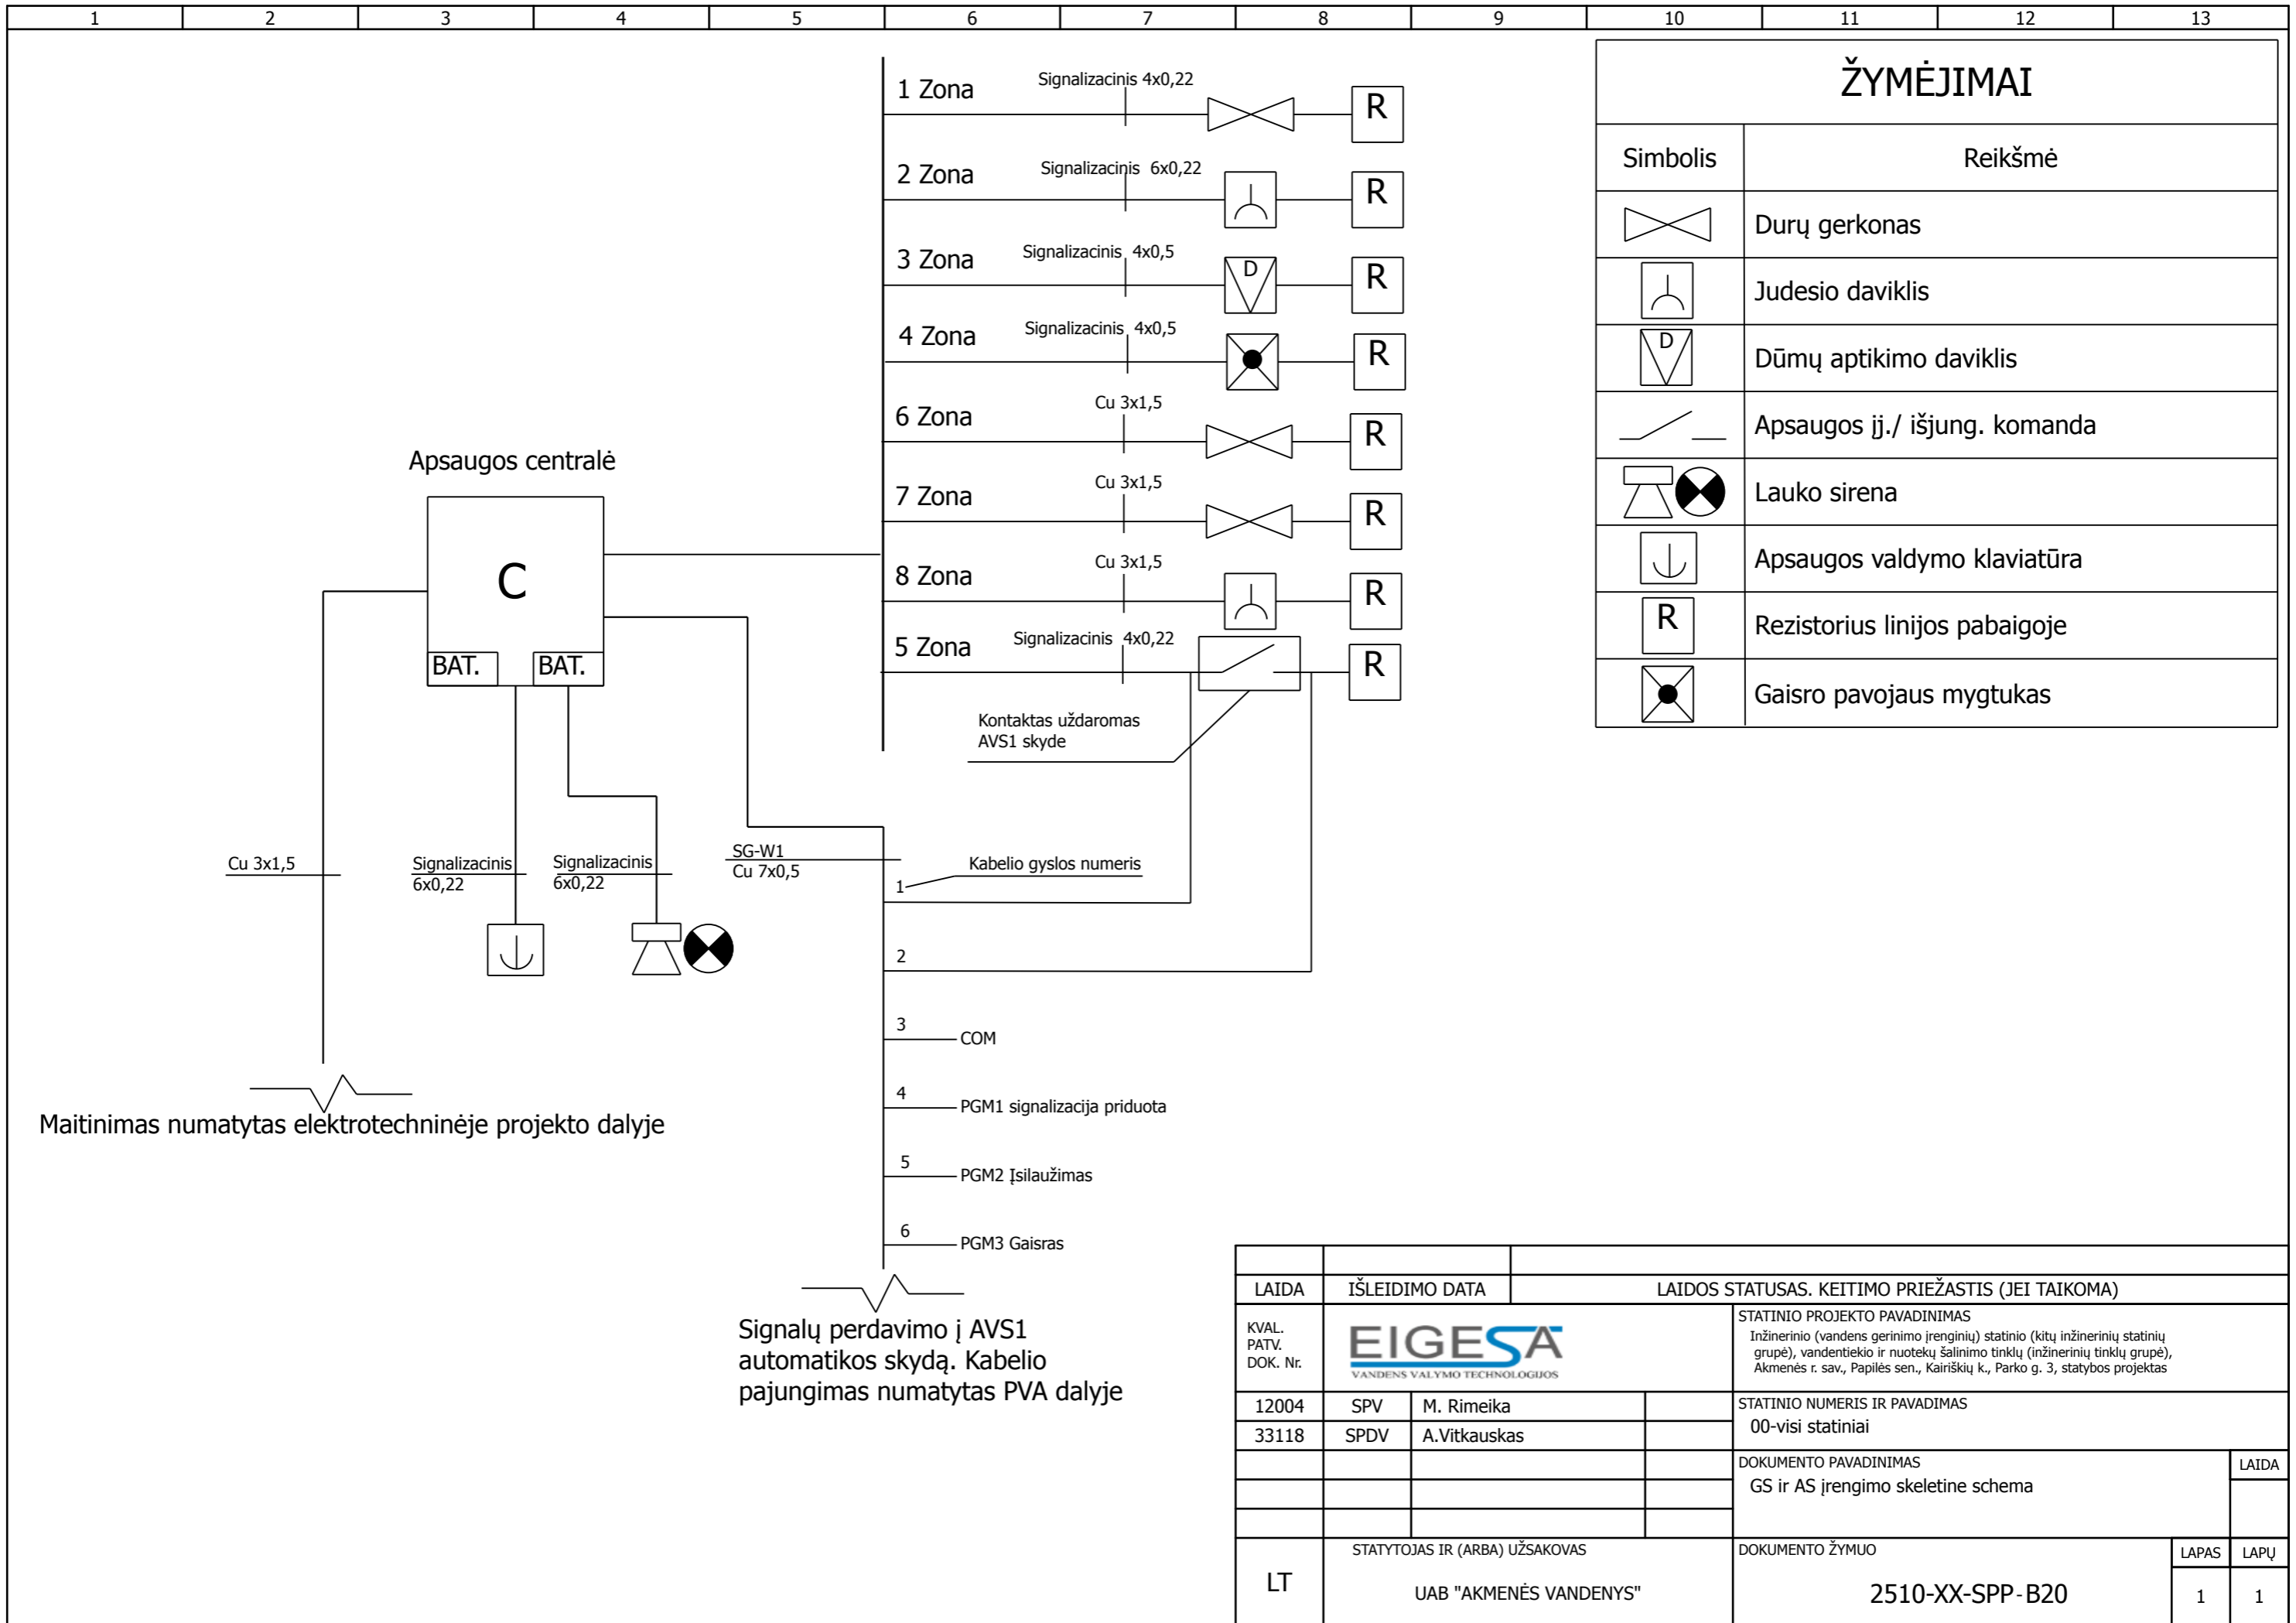 1 2 3 4 5 6 7 8 9 10 11 12 13
1 Zona
Signalizacinis 4x0,22
R
2 Zona
Signalizacinis 6x0,22
R
3 Zona
Signalizacinis 4x0,5
D
R
4 Zona
Signalizacinis 4x0,5
R
6 Zona
Cu 3x1,5
R
7 Zona
Cu 3x1,5
R
8 Zona
Cu 3x1,5
R
5 Zona
Signalizacinis 4x0,22
R
Kontaktas uždaromas
AVS1 skyde
Apsaugos centralė
C
BAT.
BAT.
Cu 3x1,5
Signalizacinis
6x0,22
Signalizacinis
6x0,22
SG-W1
Cu 7x0,5
Kabelio gyslos numeris
1
2
3
COM
4
PGM1 signalizacija priduota
5
PGM2 Įsilaužimas
6
PGM3 Gaisras
Maitinimas numatytas elektrotechninėje projekto dalyje
Signalų perdavimo į AVS1
automatikos skydą. Kabelio
pajungimas numatytas PVA dalyje
ŽYMĖJIMAI
Simbolis
Reikšmė
Durų gerkonas
Judesio daviklis
D
Dūmų aptikimo daviklis
Apsaugos įj./ išjung. komanda
Lauko sirena
Apsaugos valdymo klaviatūra
R
Rezistorius linijos pabaigoje
Gaisro pavojaus mygtukas
LAIDA
IŠLEIDIMO DATA
LAIDOS STATUSAS. KEITIMO PRIEŽASTIS (JEI TAIKOMA)
KVAL.
PATV.
DOK. Nr.
EIGESA
VANDENS VALYMO TECHNOLOGIJOS
STATINIO PROJEKTO PAVADINIMAS
Inžinerinio (vandens gerinimo įrenginių) statinio (kitų inžinerinių statinių
grupė), vandentiekio ir nuotekų šalinimo tinklų (inžinerinių tinklų grupė),
Akmenės r. sav., Papilės sen., Kairiškių k., Parko g. 3, statybos projektas
12004 SPV M. Rimeika
33118 SPDV A.Vitkauskas
STATINIO NUMERIS IR PAVADIMAS
00-visi statiniai
DOKUMENTO PAVADINIMAS
GS ir AS įrengimo skeletine schema
LAIDA
LT
STATYTOJAS IR (ARBA) UŽSAKOVAS
UAB "AKMENĖS VANDENYS"
DOKUMENTO ŽYMUO
2510-XX-SPP-B20
LAPAS
LAPŲ
1
1